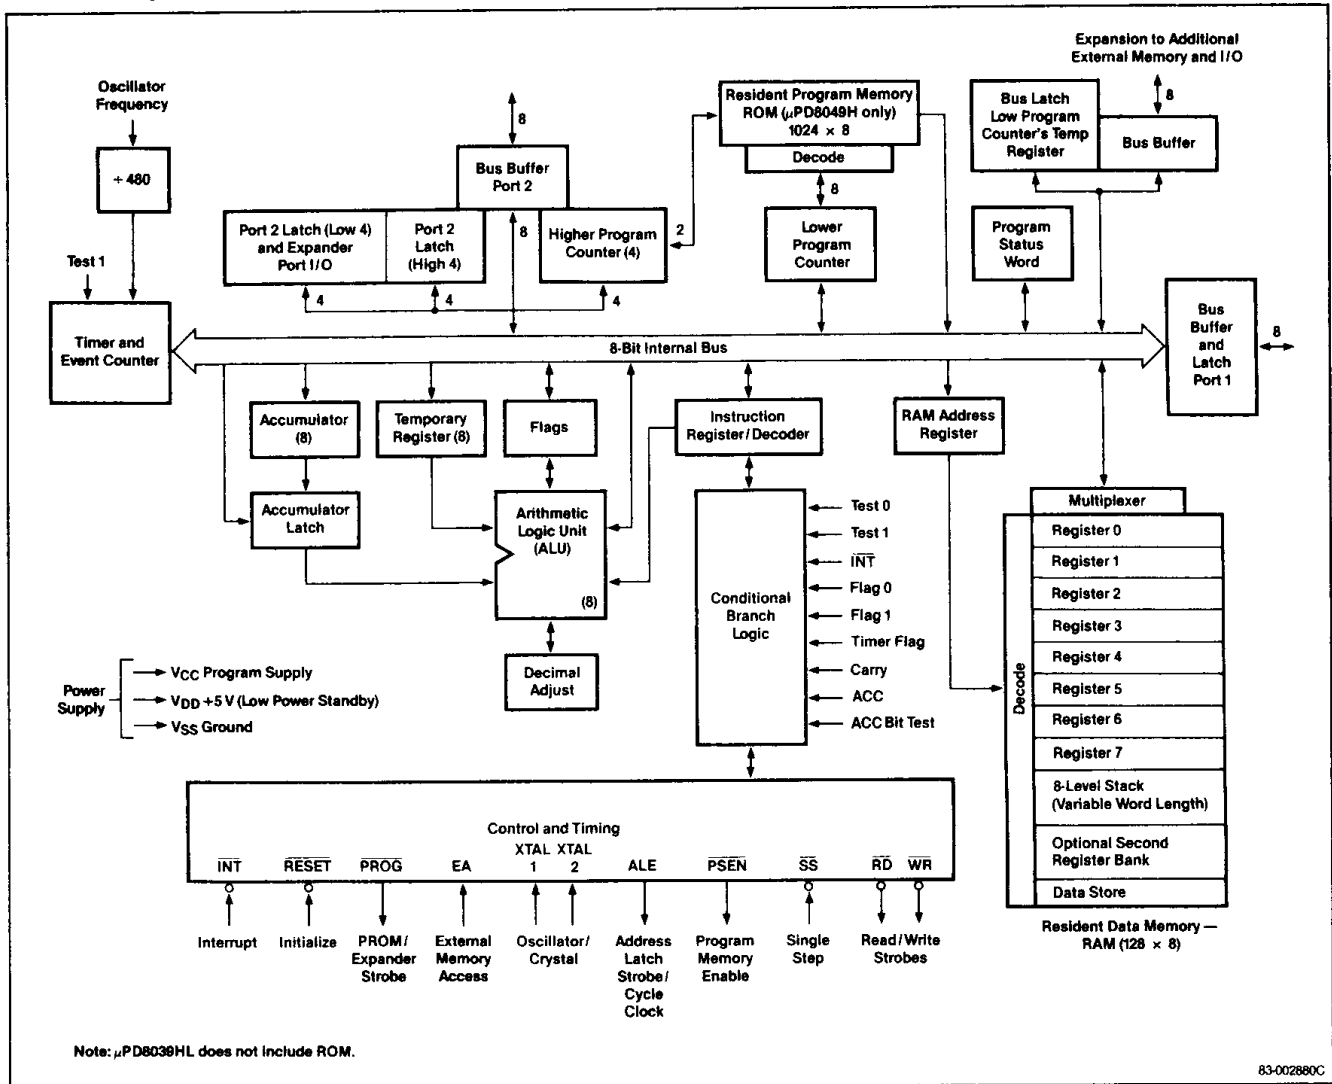 Expansion to Additional
External Memory and I/O
8
Oscillator
Frequency
÷ 480
8
Bus Buffer
Port 2
Resident Program Memory
ROM (μPD8049H only)
1024 × 8
Decode
8
Bus Latch
Low Program
Counter's Temp
Register
Bus Buffer
Port 2 Latch (Low 4)
and Expander
Port I/O
Port 2
Latch
(High 4)
8
Higher Program
Counter (4)
2
Lower
Program
Counter
Program
Status
Word
Test 1
4
4
4
Timer and
Event Counter
8-Bit Internal Bus
Bus
Buffer
and
Latch
Port 1
8
Accumulator
(8)
Temporary
Register (8)
Flags
Instruction
Register/Decoder
RAM Address
Register
Accumulator
Latch
Arithmetic
Logic Unit
(ALU)
(8)
Decimal
Adjust
Conditional
Branch
Logic
Test 0
Test 1
I̅N̅T̅
Flag 0
Flag 1
Timer Flag
Carry
ACC
ACC Bit Test
Multiplexer
Decode
Register 0
Register 1
Register 2
Register 3
Register 4
Register 5
Register 6
Register 7
8-Level Stack
(Variable Word Length)
Optional Second
Register Bank
Data Store
Resident Data Memory —
RAM (128 × 8)
Power
Supply
VCC Program Supply
VDD +5 V (Low Power Standby)
VSS Ground
Control and Timing
I̅N̅T̅ R̅E̅S̅E̅T̅ P̅R̅O̅G̅ EA XTAL 1 XTAL 2 ALE P̅S̅E̅N̅ S̅S̅ R̅D̅ W̅R̅
Interrupt
Initialize
PROM/
Expander
Strobe
External
Memory
Access
Oscillator/
Crystal
Address
Latch
Strobe/
Cycle
Clock
Program
Memory
Enable
Single
Step
Read/Write
Strobes
Note: μPD8039HL does not include ROM.
83-002880C